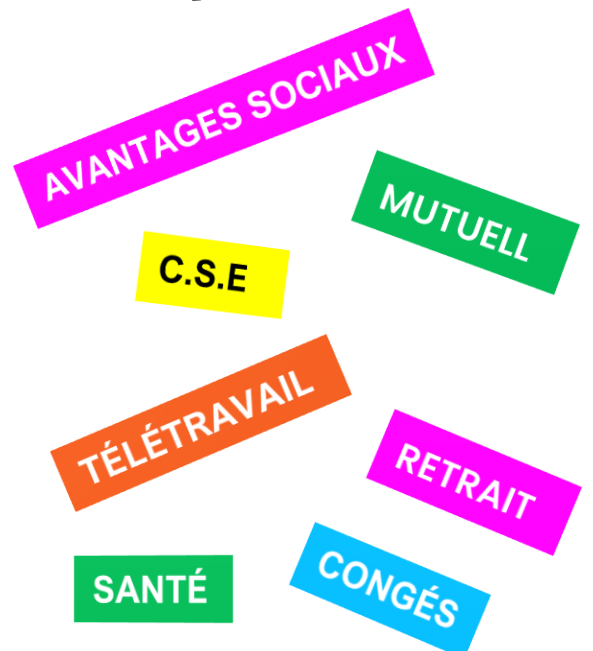 AVANTAGES SOCIAUX
MUTUELL
C.S.E
TÉLÉTRAVAIL
RETRAIT
SANTÉ
CONGÉS